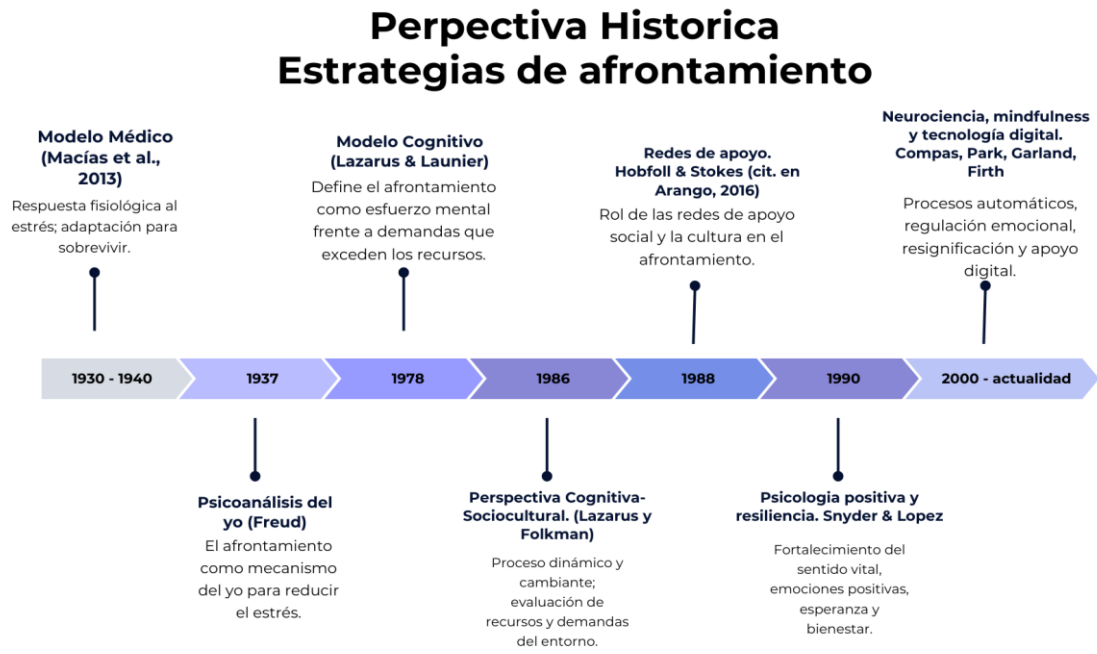 Perpectiva Historica
Estrategias de afrontamiento
Modelo Médico
(Macías et al.,
2013)
Respuesta fisiológica al
estrés; adaptación para
sobrevivir.
Modelo Cognitivo
(Lazarus & Launier)
Define el afrontamiento
como esfuerzo mental
frente a demandas que
exceden los recursos.
Redes de apoyo.
Hobfoll & Stokes (cit. en
Arango, 2016)
Rol de las redes de apoyo
social y la cultura en el
afrontamiento.
Neurociencia, mindfulness
y tecnología digital.
Compas, Park, Garland,
Firth
Procesos automáticos,
regulación emocional,
resignificación y apoyo
digital.
1930 - 1940
1937
1978
1986
1988
1990
2000 - actualidad
Psicoanálisis del
yo (Freud)
El afrontamiento
como mecanismo
del yo para reducir
el estrés.
Perspectiva Cognitiva-
Sociocultural. (Lazarus y
Folkman)
Proceso dinámico y
cambiante;
evaluación de
recursos y demandas
del entorno.
Psicologia positiva y
resiliencia. Snyder & Lopez
Fortalecimiento del
sentido vital,
emociones positivas,
esperanza y
bienestar.